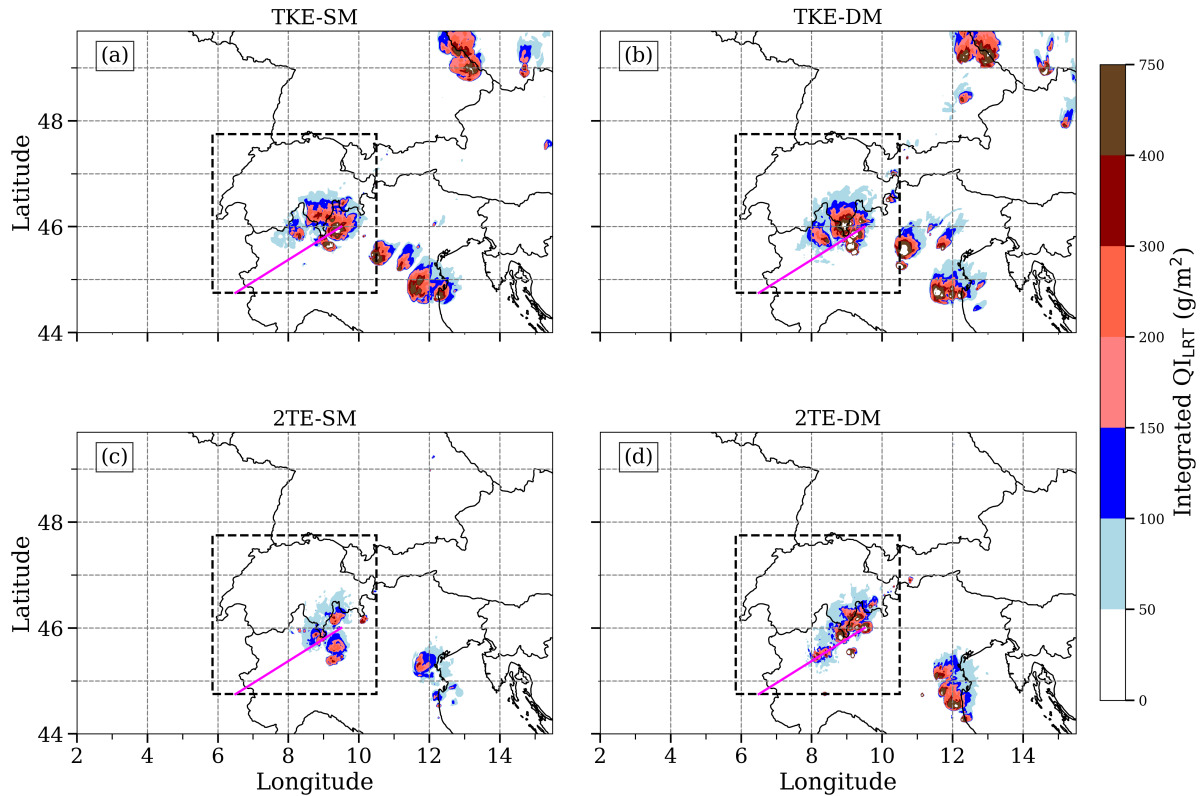 TKE-SM
TKE-DM
(a)
(b)
Latitude
48
46
44
2TE-SM
2TE-DM
(c)
(d)
Latitude
48
46
44
2 4 6 8 10 12 14
2 4 6 8 10 12 14
Longitude
Longitude
750
400
300
200
150
100
50
0
Integrated QI_LRT (g/m²)